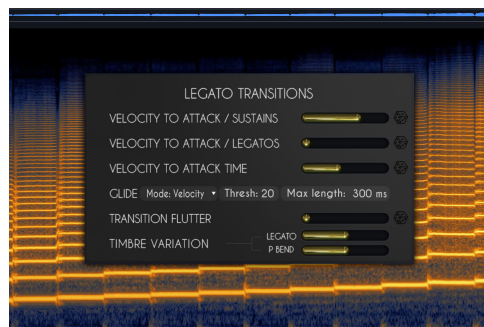 LEGATO TRANSITIONS
VELOCITY TO ATTACK / SUSTAINS
VELOCITY TO ATTACK / LEGATOS
VELOCITY TO ATTACK TIME
GLIDE Mode: Velocity Thresh: 20 Max length: 300 ms
TRANSITION FLUTTER
TIMBRE VARIATION LEGATO
P BEND